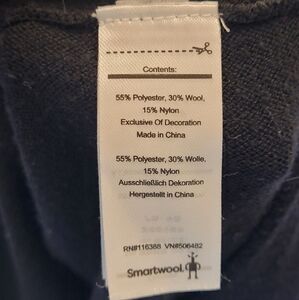 Contents:
55% Polyester, 30% Wool,
15% Nylon
Exclusive Of Decoration
Made in China
55% Polyester, 30% Wolle,
15% Nylon
Ausschließlich Dekoration
Hergestellt in China
RN#116388 VN#506482
Smartwool